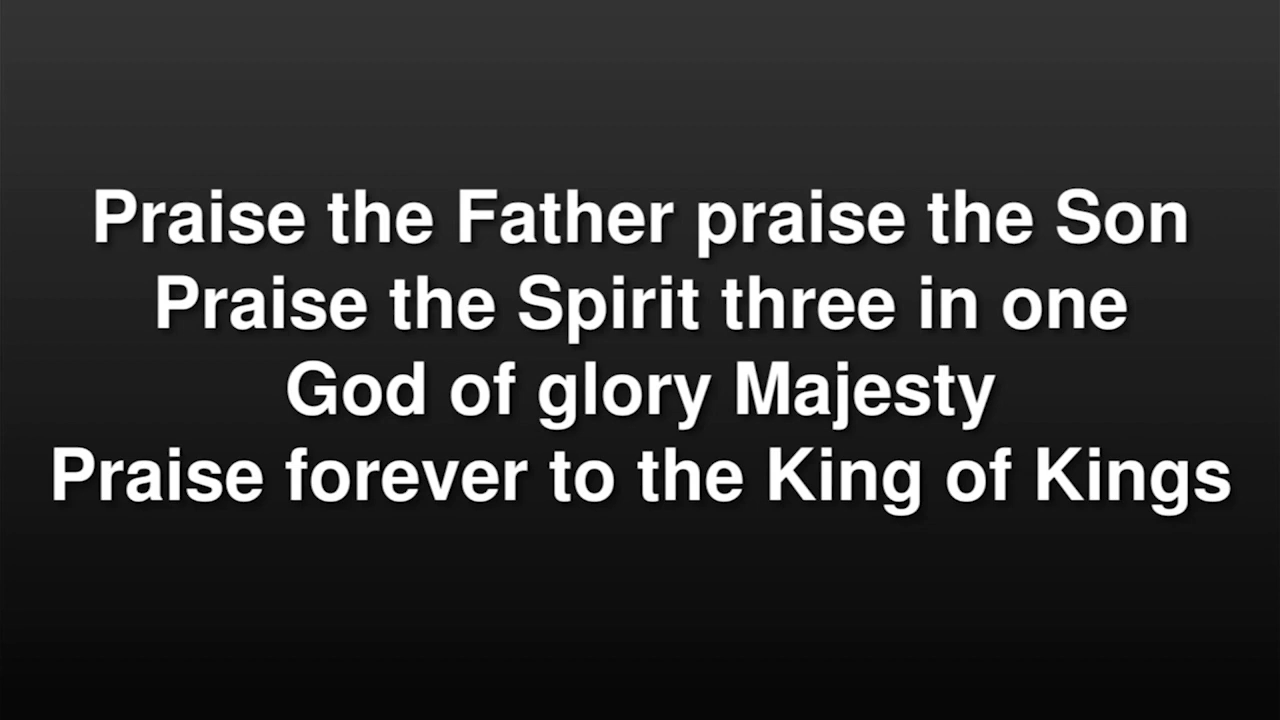 Praise the Father praise the Son
Praise the Spirit three in one
God of glory Majesty
Praise forever to the King of Kings